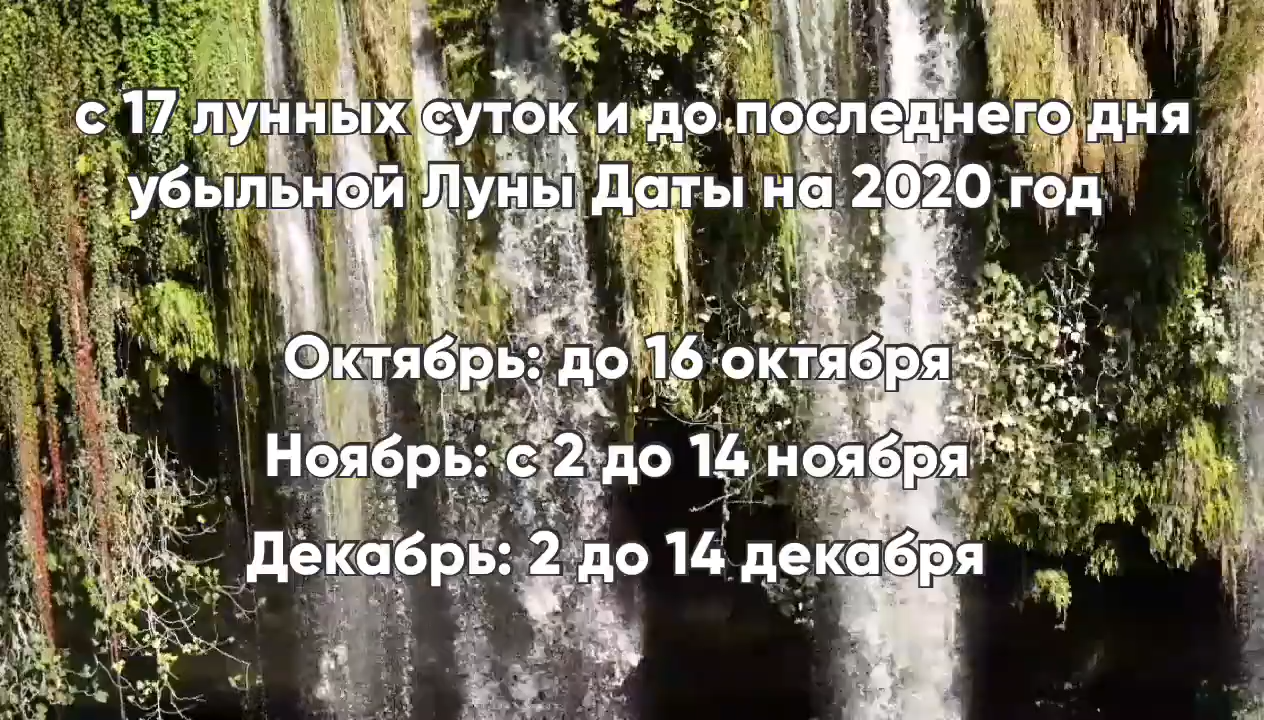 с 17 лунных суток и до последнего дня
убыльной Луны Даты на 2020 год
Октябрь: до 16 октября
Ноябрь: с 2 до 14 ноября
Декабрь: 2 до 14 декабря